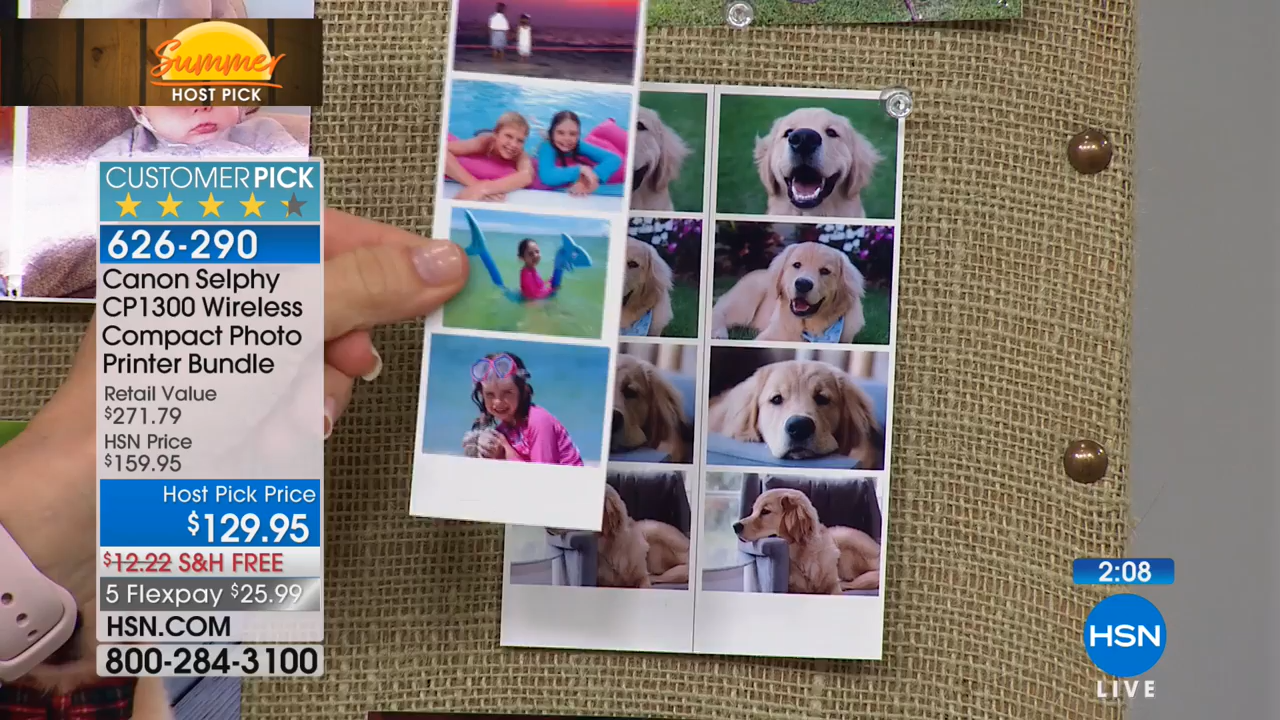 Summer
HOST PICK
CUSTOMER PICK
626-290
Canon Selphy
CP1300 Wireless
Compact Photo
Printer Bundle
Retail Value
$271.79
HSN Price
$159.95
Host Pick Price
$129.95
$12.22 S&H FREE
5 Flexpay $25.99
HSN.COM
800-284-3100
2:08
HSN
LIVE